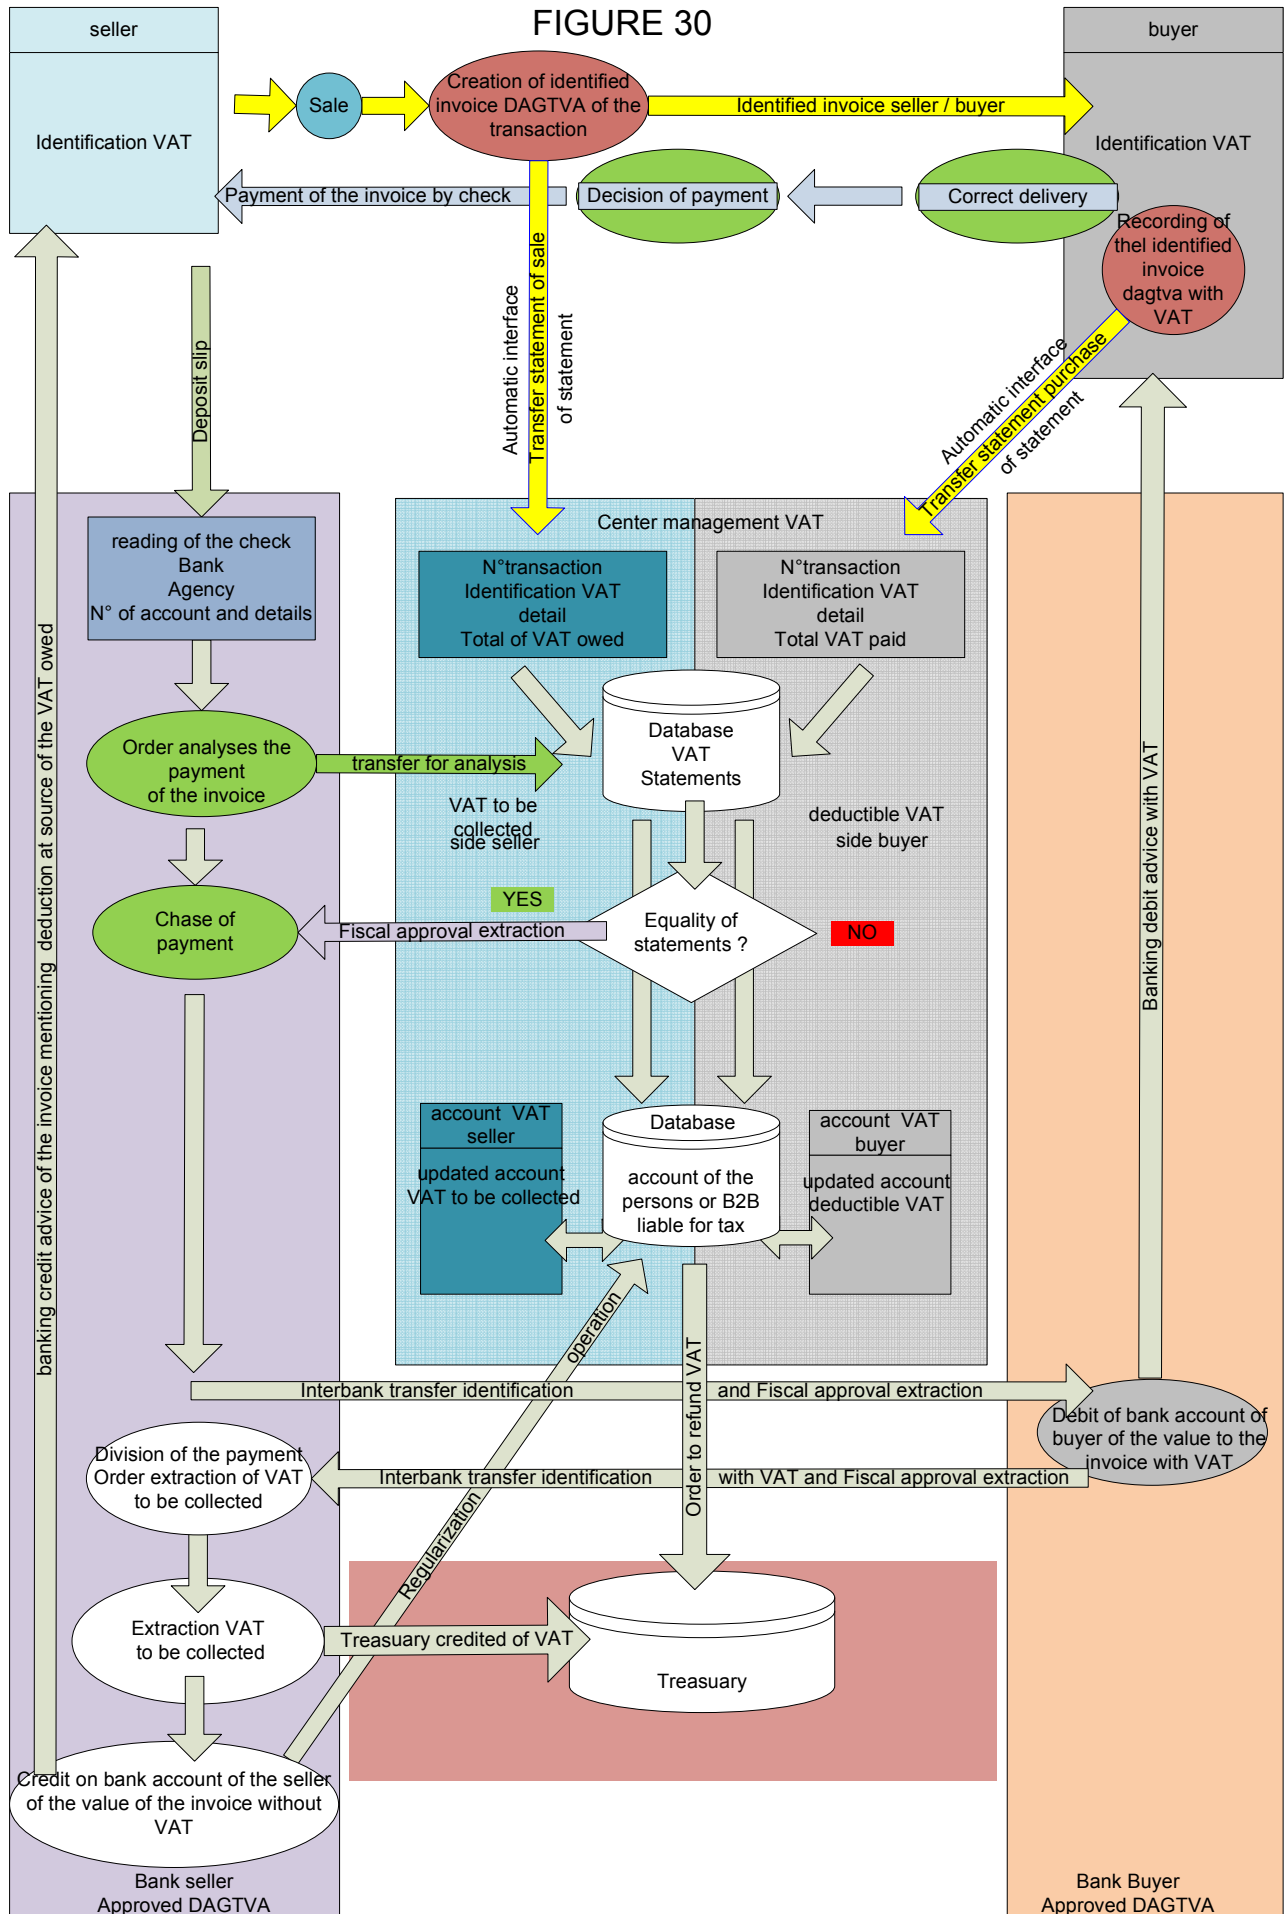 FIGURE 30
seller
Identification VAT
Sale
Creation of identified
invoice DAGTVA of the
transaction
Identified invoice seller / buyer
buyer
Identification VAT
Payment of the invoice by check
Decision of payment
Correct delivery
Recording of
thel identified
invoice
dagtva with
VAT
Deposit slip
Automatic interface
Transfer statement of sale
of statement
Automatic interface
Transfer statement purchase
of statement
reading of the check
Bank
Agency
N° of account and details
Center management VAT
N°transaction
Identification VAT
detail
Total of VAT owed
N°transaction
Identification VAT
detail
Total VAT paid
Database
VAT
Statements
Order analyses the
payment
of the invoice
transfer for analysis
VAT to be
collected
side seller
deductible VAT
side buyer
YES
Chase of
payment
Fiscal approval extraction
Equality of
statements ?
NO
banking credit advice of the invoice mentioning deduction at source of the VAT owed
Banking debit advice with VAT
account VAT
seller
updated account
VAT to be collected
Database
account of the
persons or B2B
liable for tax
account VAT
buyer
updated account
deductible VAT
Regularization operation
Order to refund VAT
Interbank transfer identification and Fiscal approval extraction
Debit of bank account of
buyer of the value to the
invoice with VAT
Division of the payment
Order extraction of VAT
to be collected
Interbank transfer identification with VAT and Fiscal approval extraction
Extraction VAT
to be collected
Treasury credited of VAT
Treasury
Credit on bank account of the seller
of the value of the invoice without
VAT
Bank seller
Approved DAGTVA
Bank Buyer
Approved DAGTVA